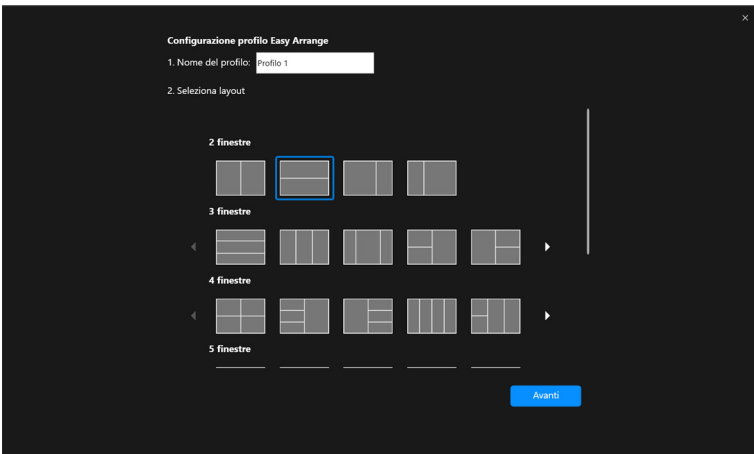 Configurazione profilo Easy Arrange
1. Nome del profilo: Profilo 1
2. Seleziona layout
2 finestre
3 finestre
4 finestre
5 finestre
Avanti